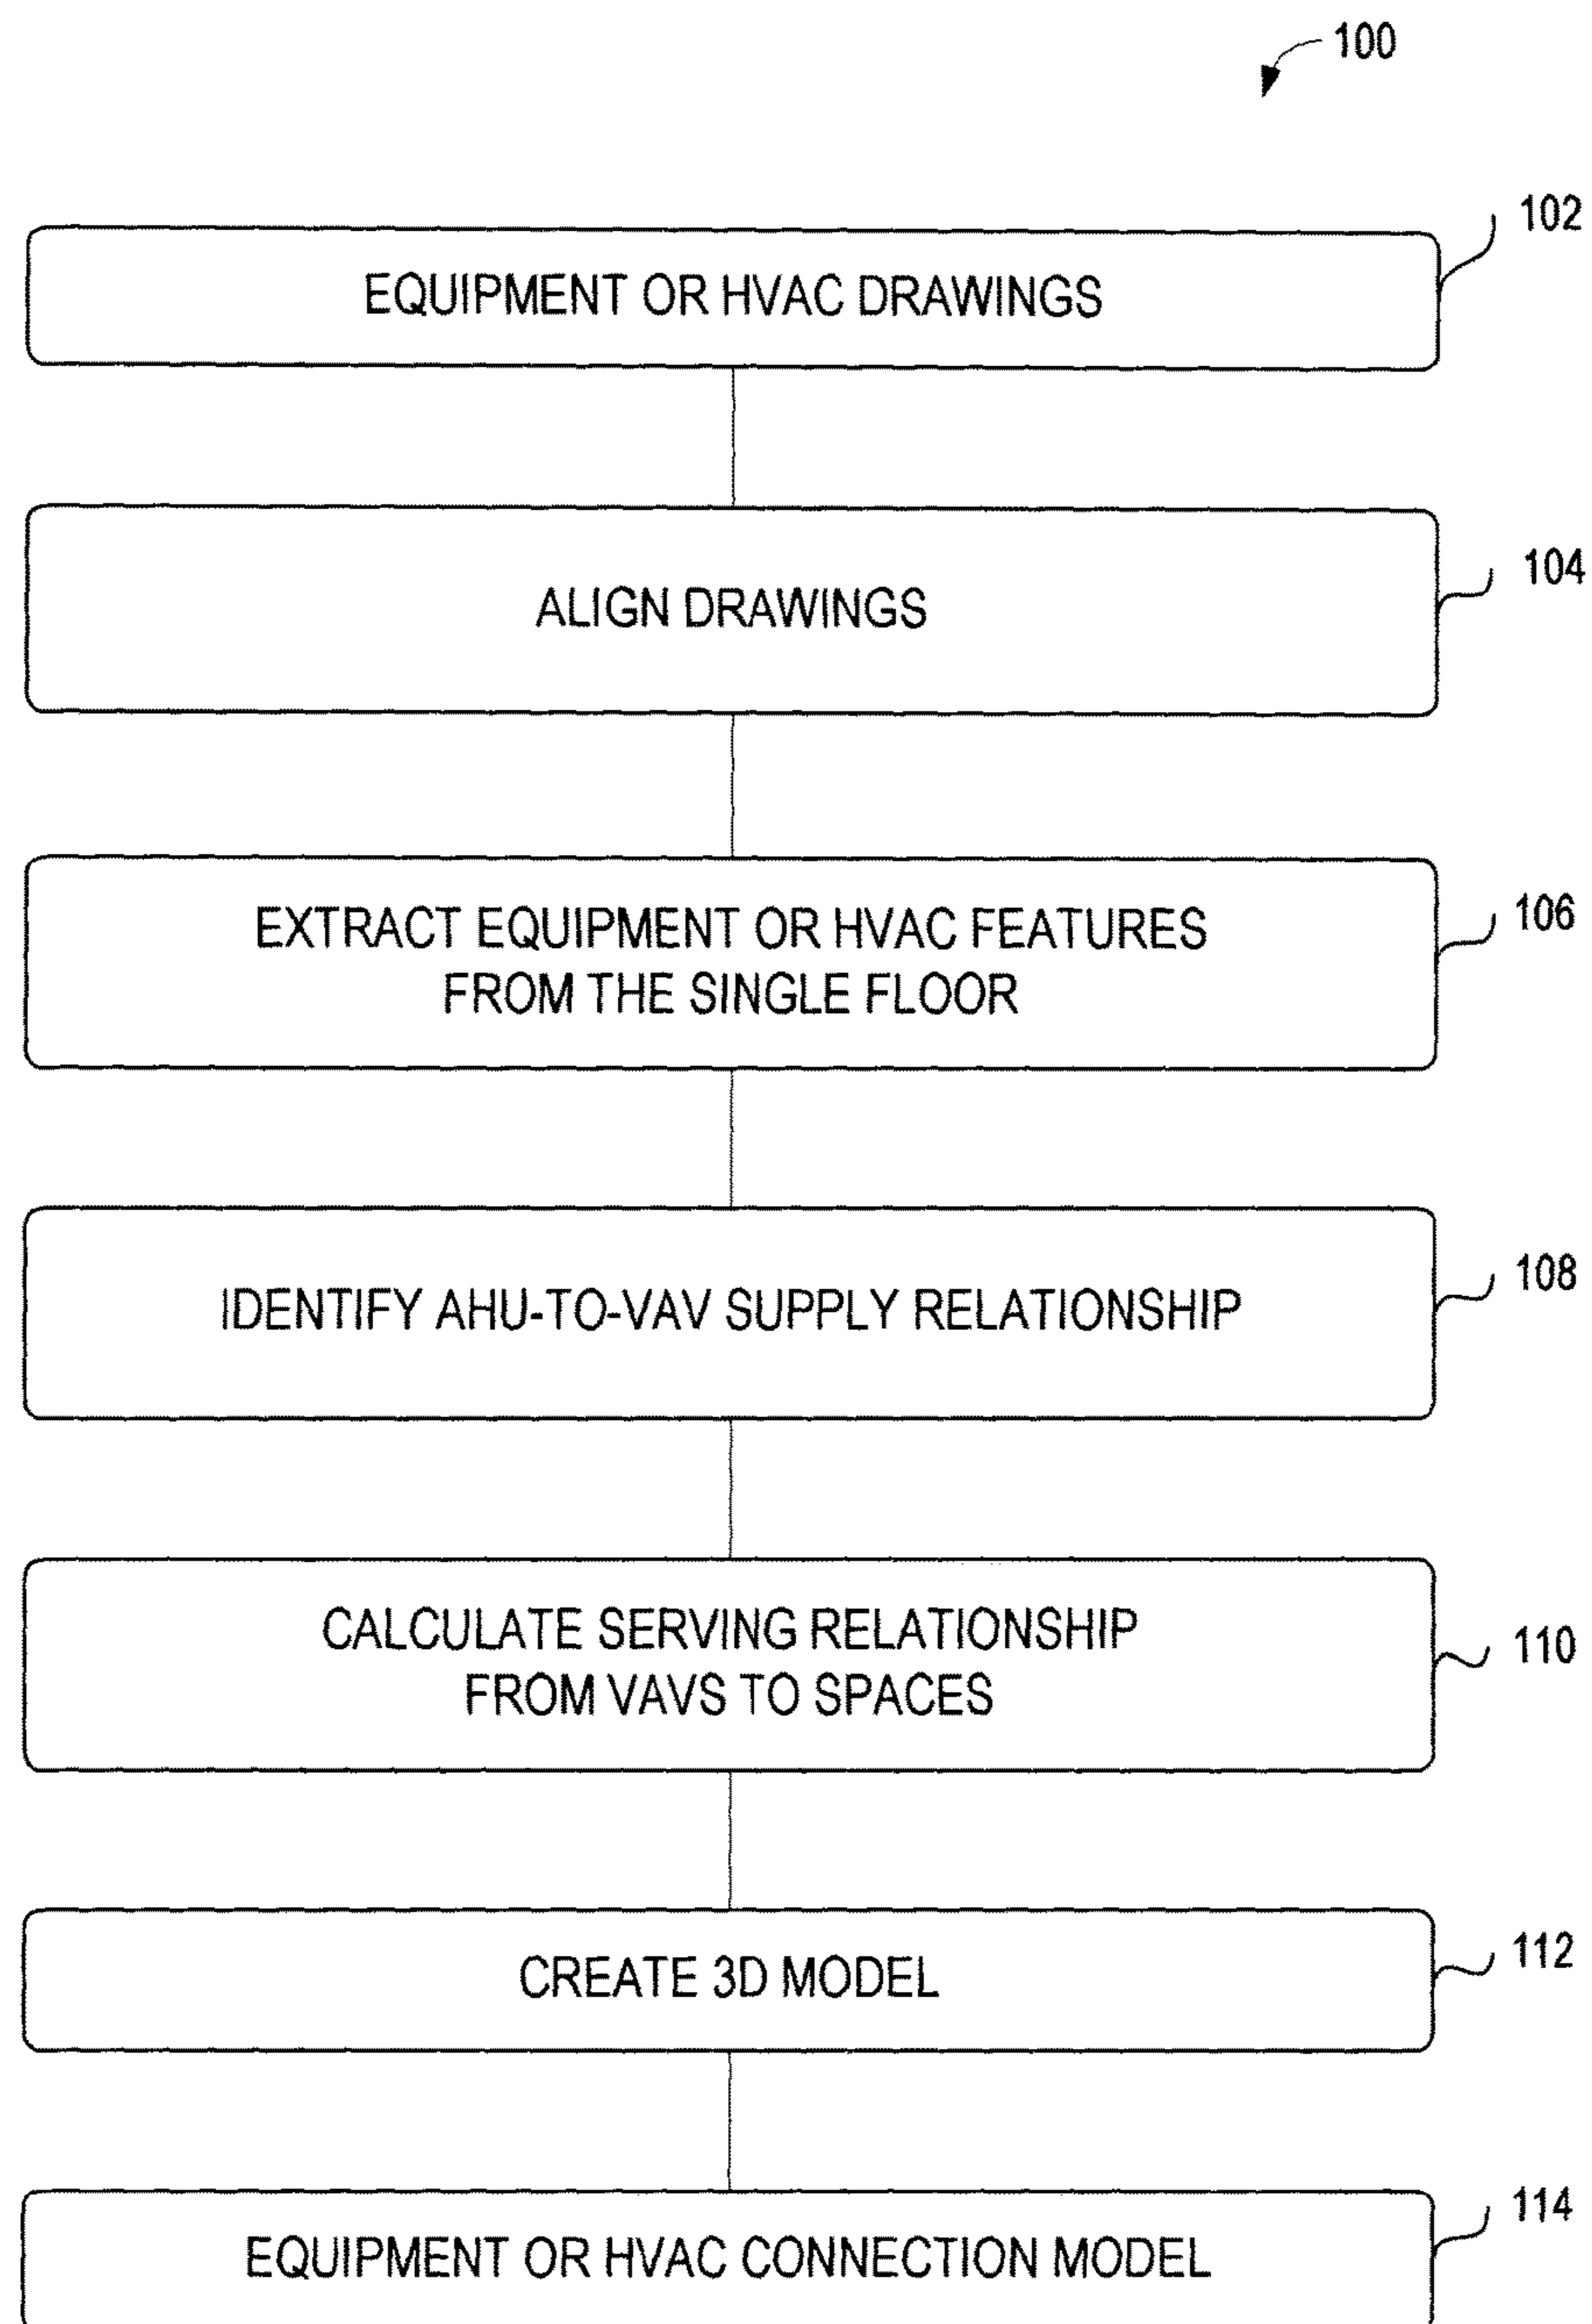 100
102
EQUIPMENT OR HVAC DRAWINGS
104
ALIGN DRAWINGS
106
EXTRACT EQUIPMENT OR HVAC FEATURES
FROM THE SINGLE FLOOR
108
IDENTIFY AHU-TO-VAV SUPPLY RELATIONSHIP
110
CALCULATE SERVING RELATIONSHIP
FROM VAVS TO SPACES
112
CREATE 3D MODEL
114
EQUIPMENT OR HVAC CONNECTION MODEL